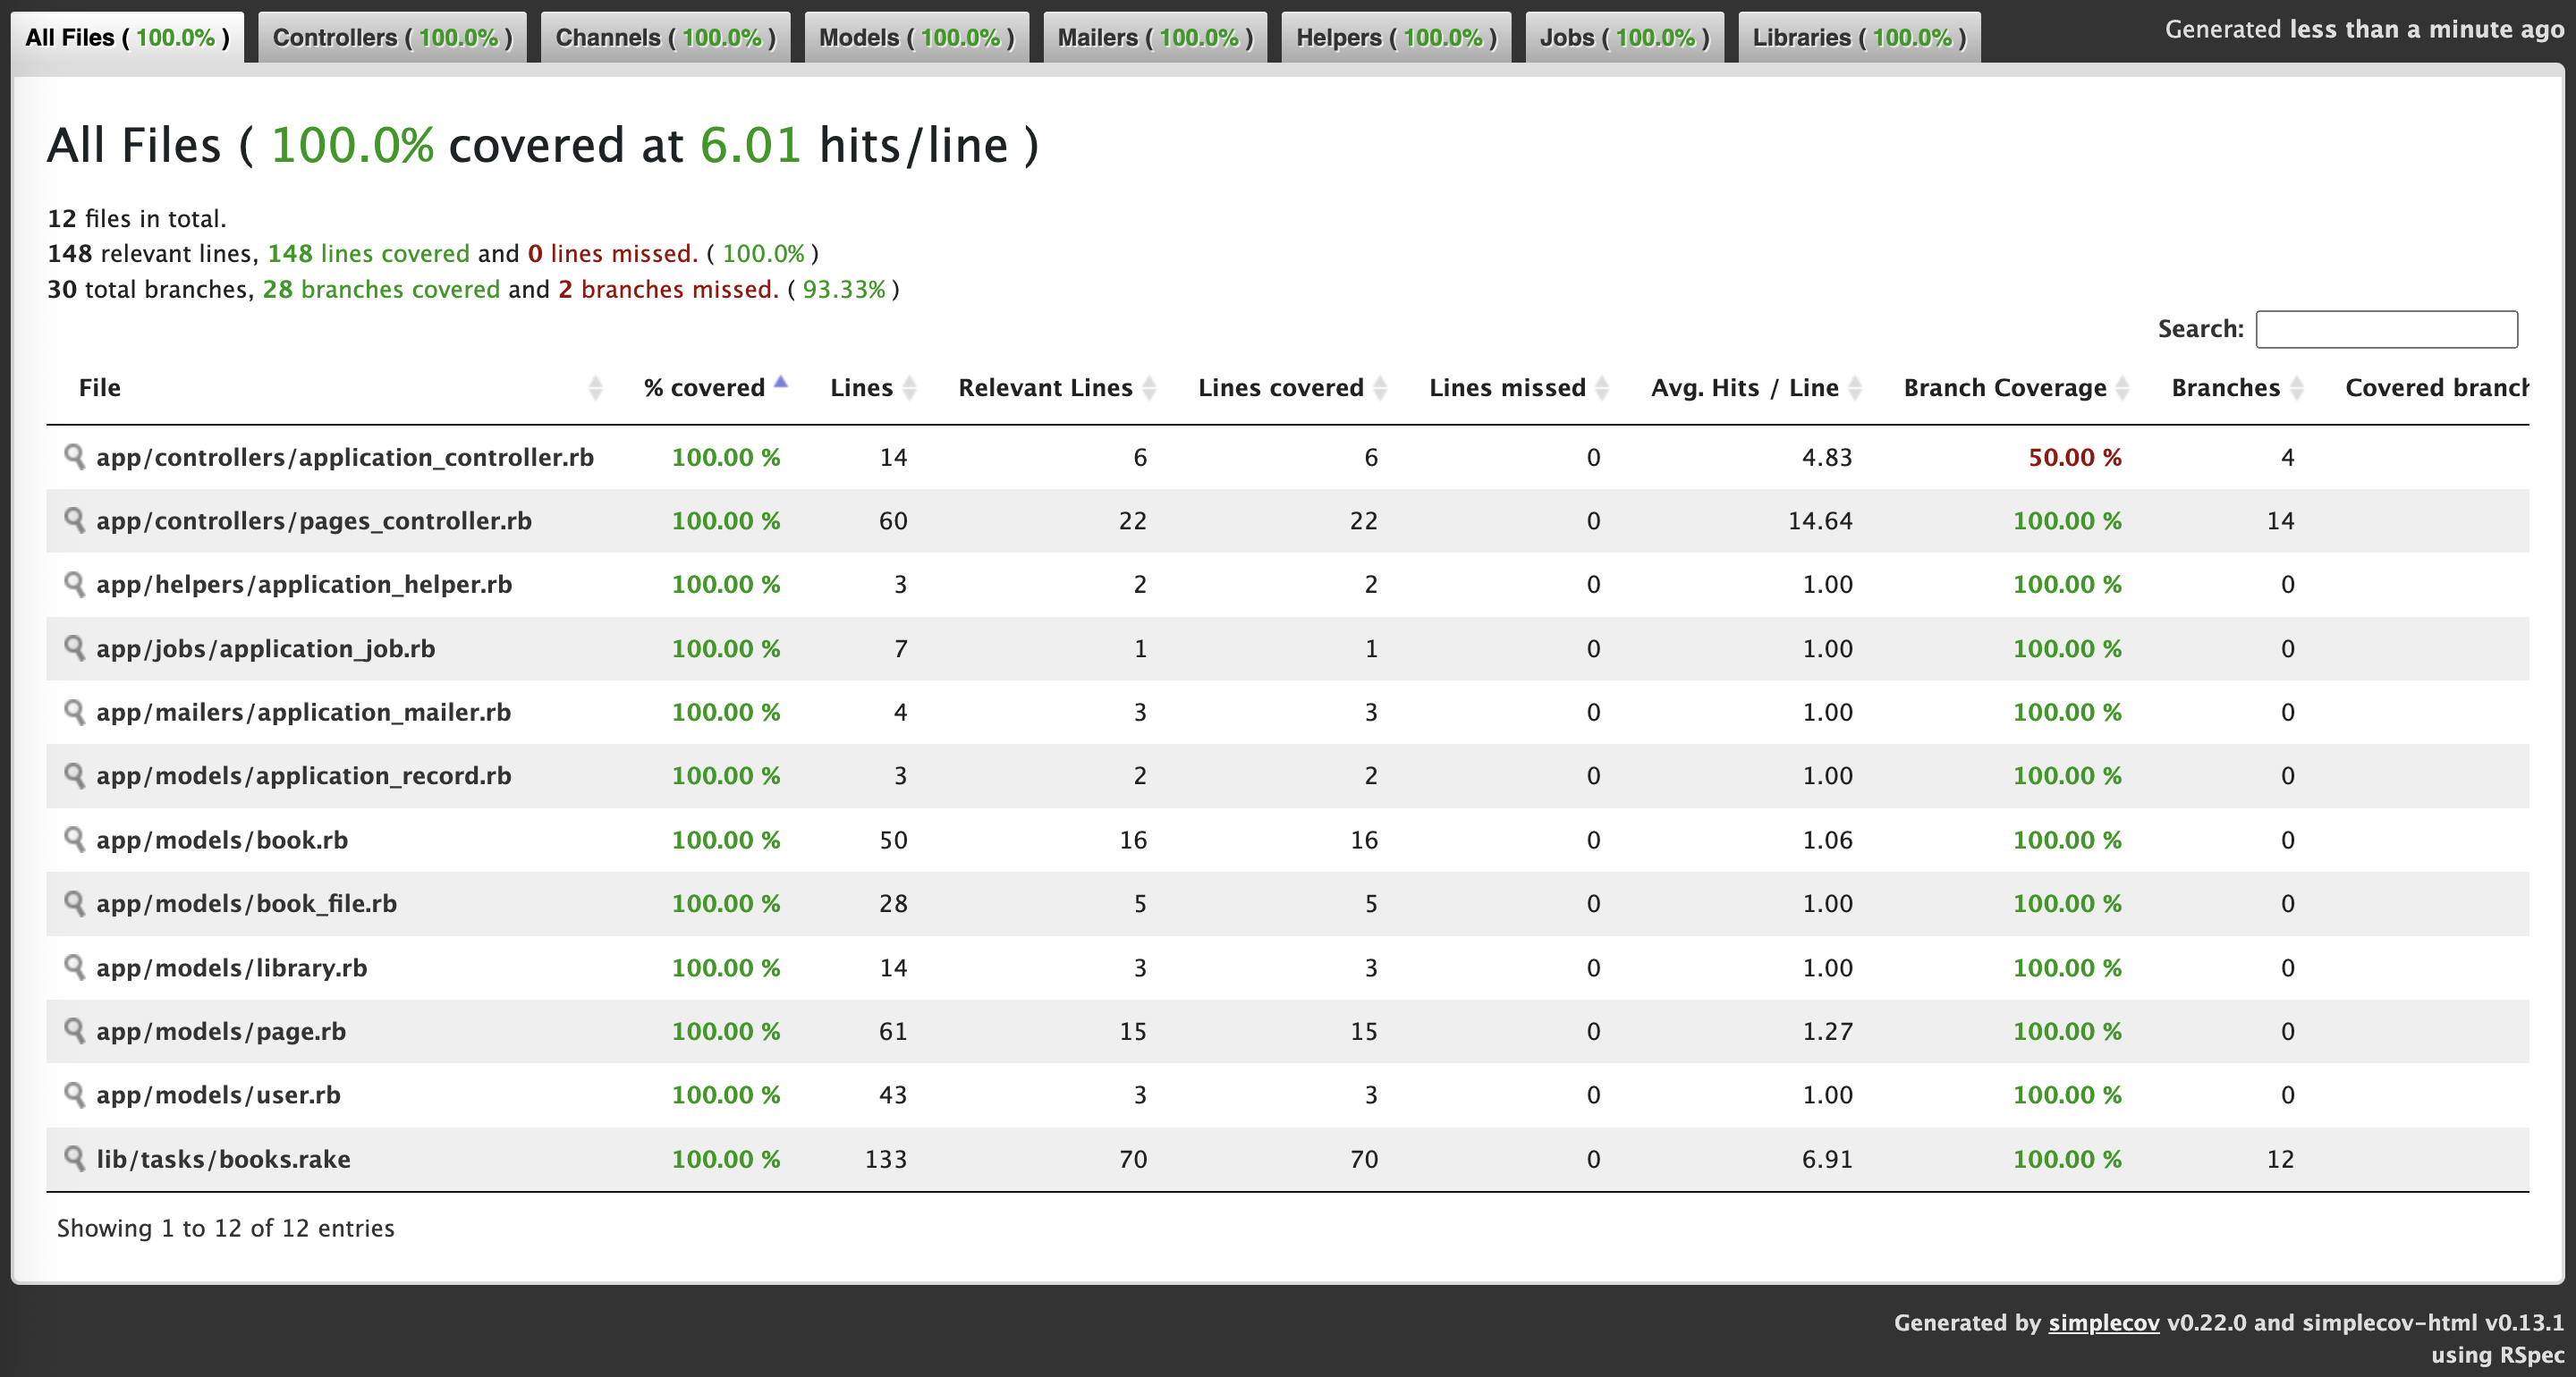 All Files ( 100.0% )
Controllers ( 100.0% )
Channels ( 100.0% )
Models ( 100.0% )
Mailers ( 100.0% )
Helpers ( 100.0% )
Jobs ( 100.0% )
Libraries ( 100.0% )
Generated less than a minute ago
All Files ( 100.0% covered at 6.01 hits/line )
12 files in total.
148 relevant lines, 148 lines covered and 0 lines missed. ( 100.0% )
30 total branches, 28 branches covered and 2 branches missed. ( 93.33% )
Search:
File % covered Lines Relevant Lines Lines covered Lines missed Avg. Hits / Line Branch Coverage Branches Covered branch
app/controllers/application_controller.rb 100.00 % 14 6 6 0 4.83 50.00 % 4
app/controllers/pages_controller.rb 100.00 % 60 22 22 0 14.64 100.00 % 14
app/helpers/application_helper.rb 100.00 % 3 2 2 0 1.00 100.00 % 0
app/jobs/application_job.rb 100.00 % 7 1 1 0 1.00 100.00 % 0
app/mailers/application_mailer.rb 100.00 % 4 3 3 0 1.00 100.00 % 0
app/models/application_record.rb 100.00 % 3 2 2 0 1.00 100.00 % 0
app/models/book.rb 100.00 % 50 16 16 0 1.06 100.00 % 0
app/models/book_file.rb 100.00 % 28 5 5 0 1.00 100.00 % 0
app/models/library.rb 100.00 % 14 3 3 0 1.00 100.00 % 0
app/models/page.rb 100.00 % 61 15 15 0 1.27 100.00 % 0
app/models/user.rb 100.00 % 43 3 3 0 1.00 100.00 % 0
lib/tasks/books.rake 100.00 % 133 70 70 0 6.91 100.00 % 12
Showing 1 to 12 of 12 entries
Generated by simplecov v0.22.0 and simplecov-html v0.13.1
using RSpec